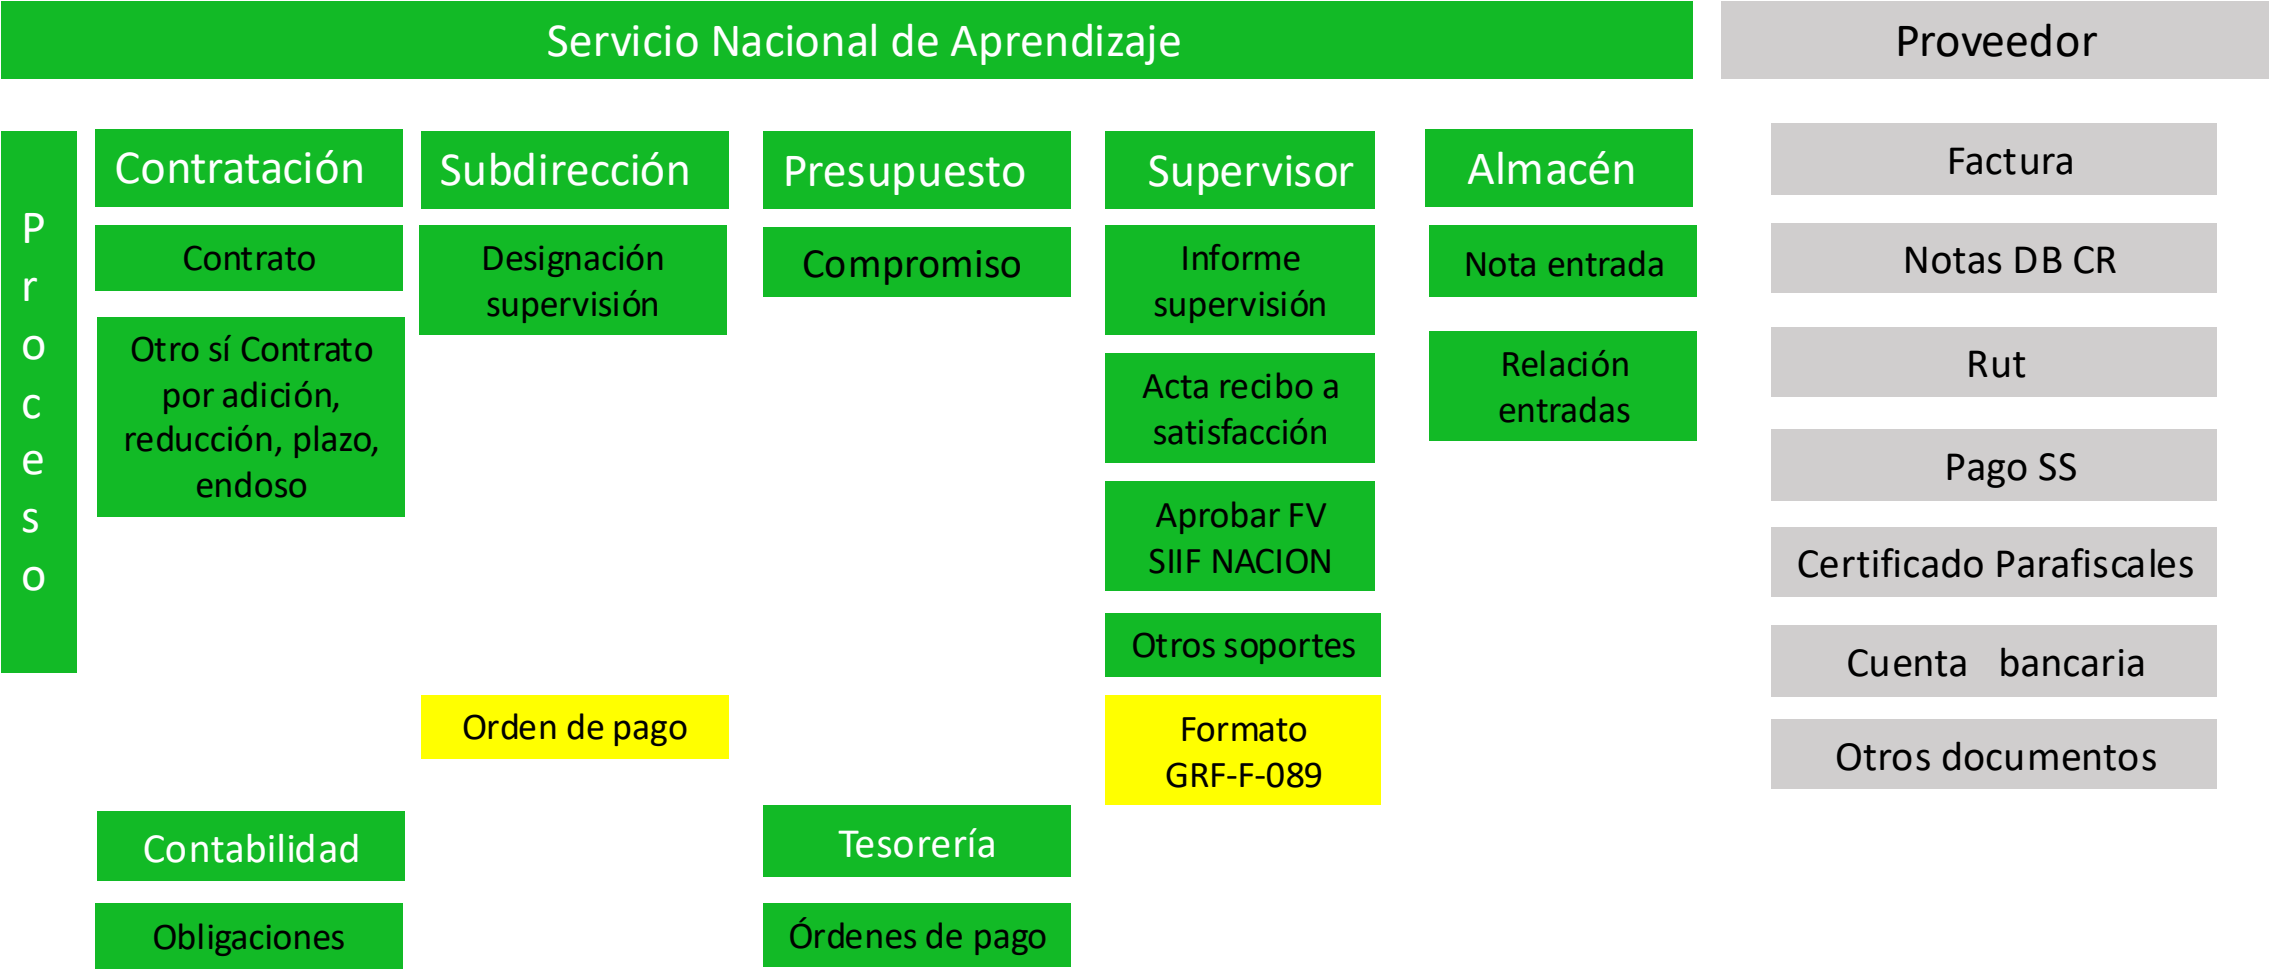 Servicio Nacional de Aprendizaje
Proveedor
Proceso
Contratación
Contrato
Otro sí Contrato
por adición,
reducción, plazo,
endoso
Subdirección
Designación
supervisión
Presupuesto
Compromiso
Supervisor
Informe
supervisión
Acta recibo a
satisfacción
Aprobar FV
SIIF NACION
Otros soportes
Almacén
Nota entrada
Relación
entradas
Orden de pago
Formato
GRF-F-089
Contabilidad
Obligaciones
Tesorería
Órdenes de pago
Factura
Notas DB CR
Rut
Pago SS
Certificado Parafiscales
Cuenta bancaria
Otros documentos